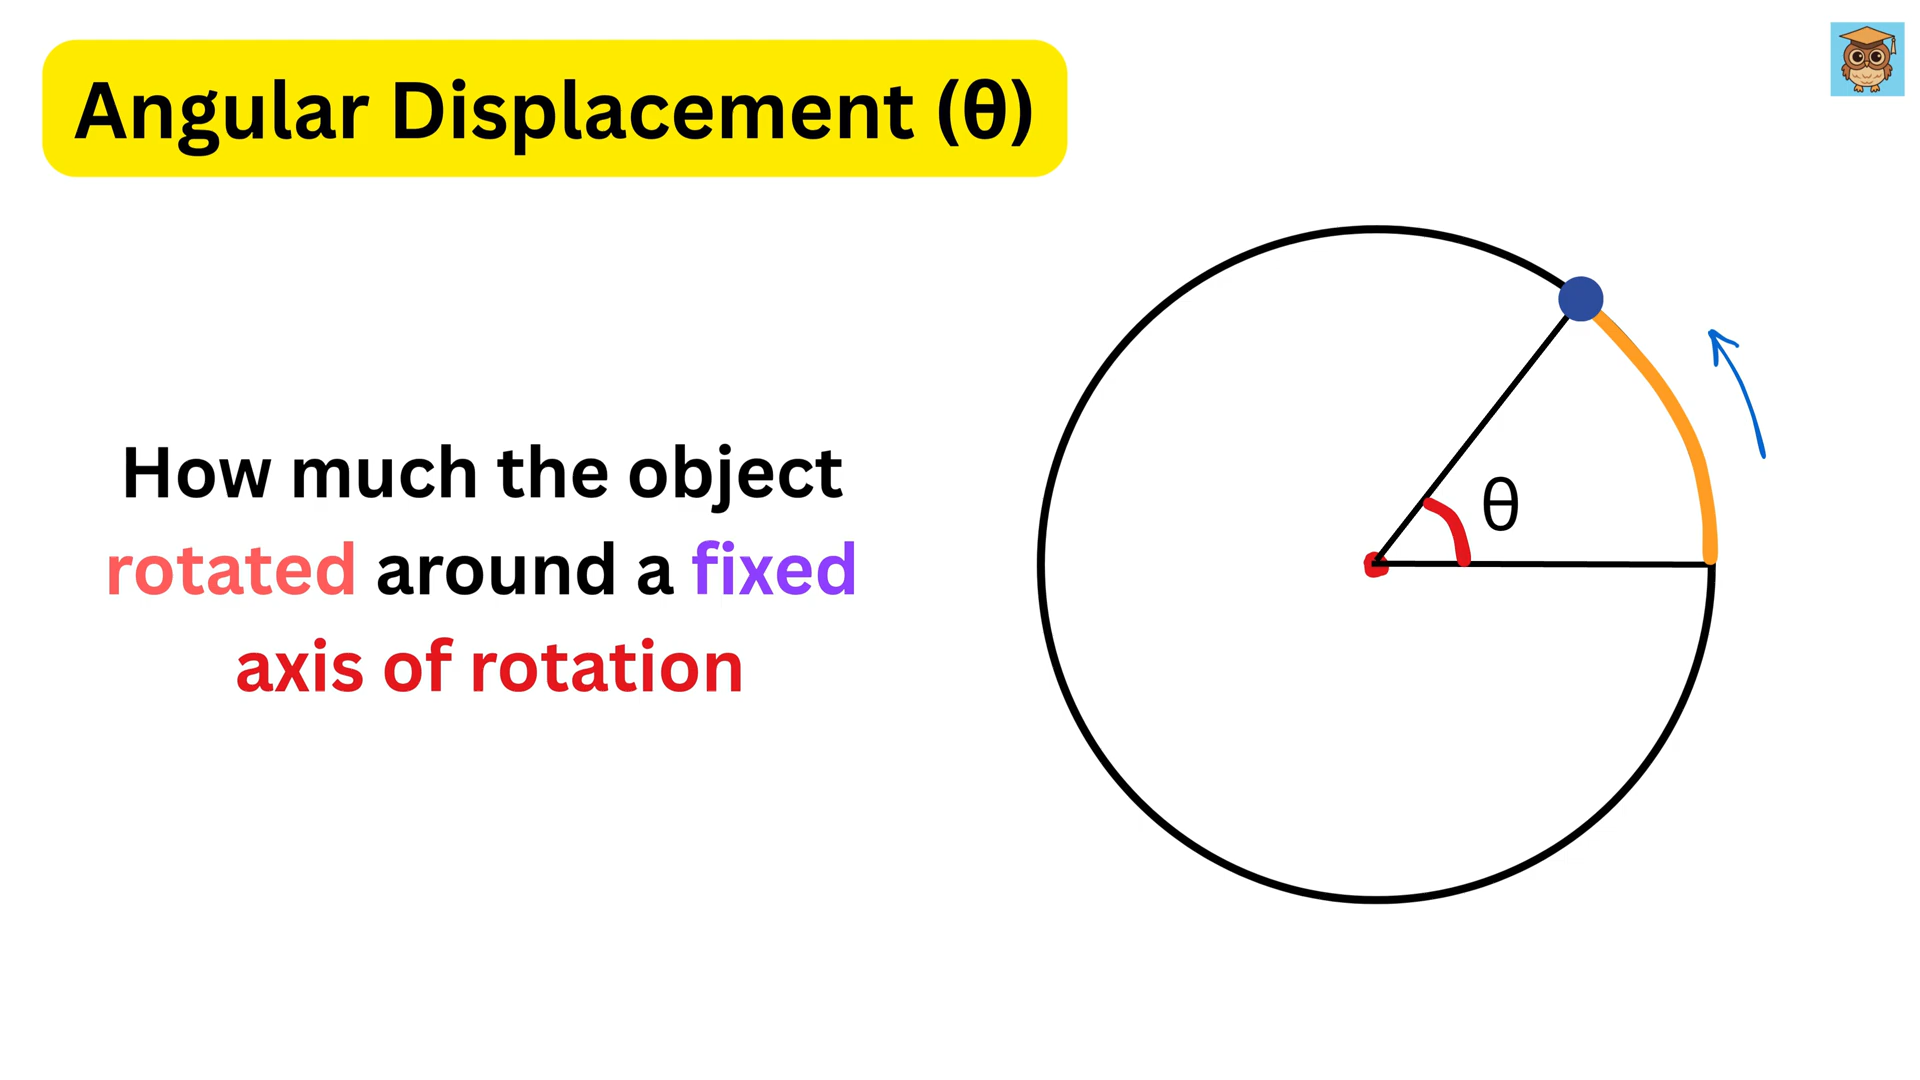 Angular Displacement (θ)
How much the object
rotated around a fixed
axis of rotation
θ